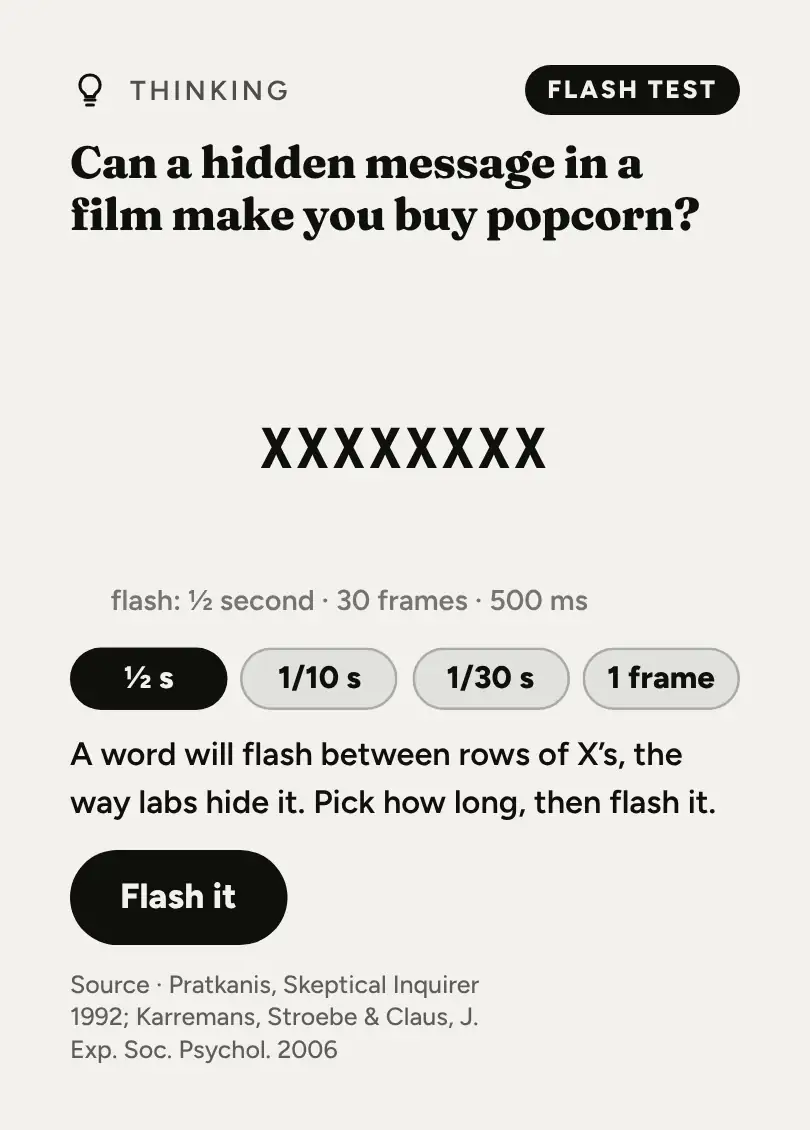 THINKING
FLASH TEST
Can a hidden message in a
film make you buy popcorn?
XXXXXXXX
flash: ½ second · 30 frames · 500 ms
½ s
1/10 s
1/30 s
1 frame
A word will flash between rows of X’s, the
way labs hide it. Pick how long, then flash it.
Flash it
Source · Pratkanis, Skeptical Inquirer
1992; Karremans, Stroebe & Claus, J.
Exp. Soc. Psychol. 2006